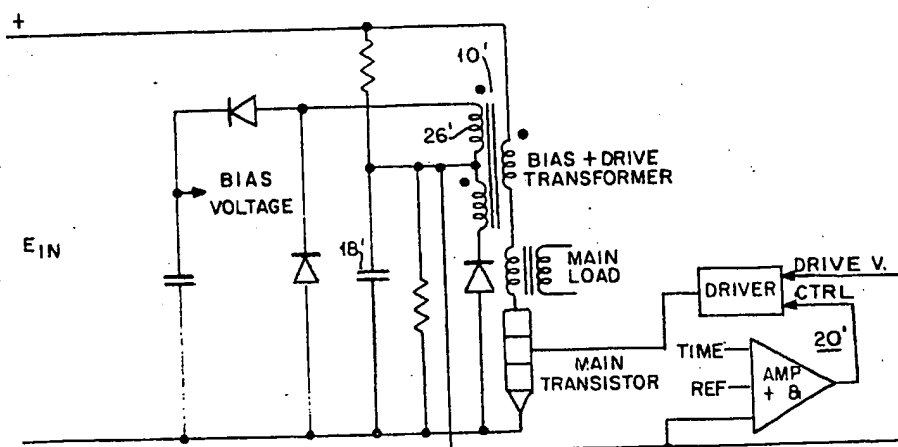 +
10'
26'
BIAS + DRIVE
TRANSFORMER
BIAS
VOLTAGE
E IN
18'
MAIN
LOAD
DRIVE V.
DRIVER
CTRL
20'
TIME
MAIN
TRANSISTOR
REF
AMP
+ &